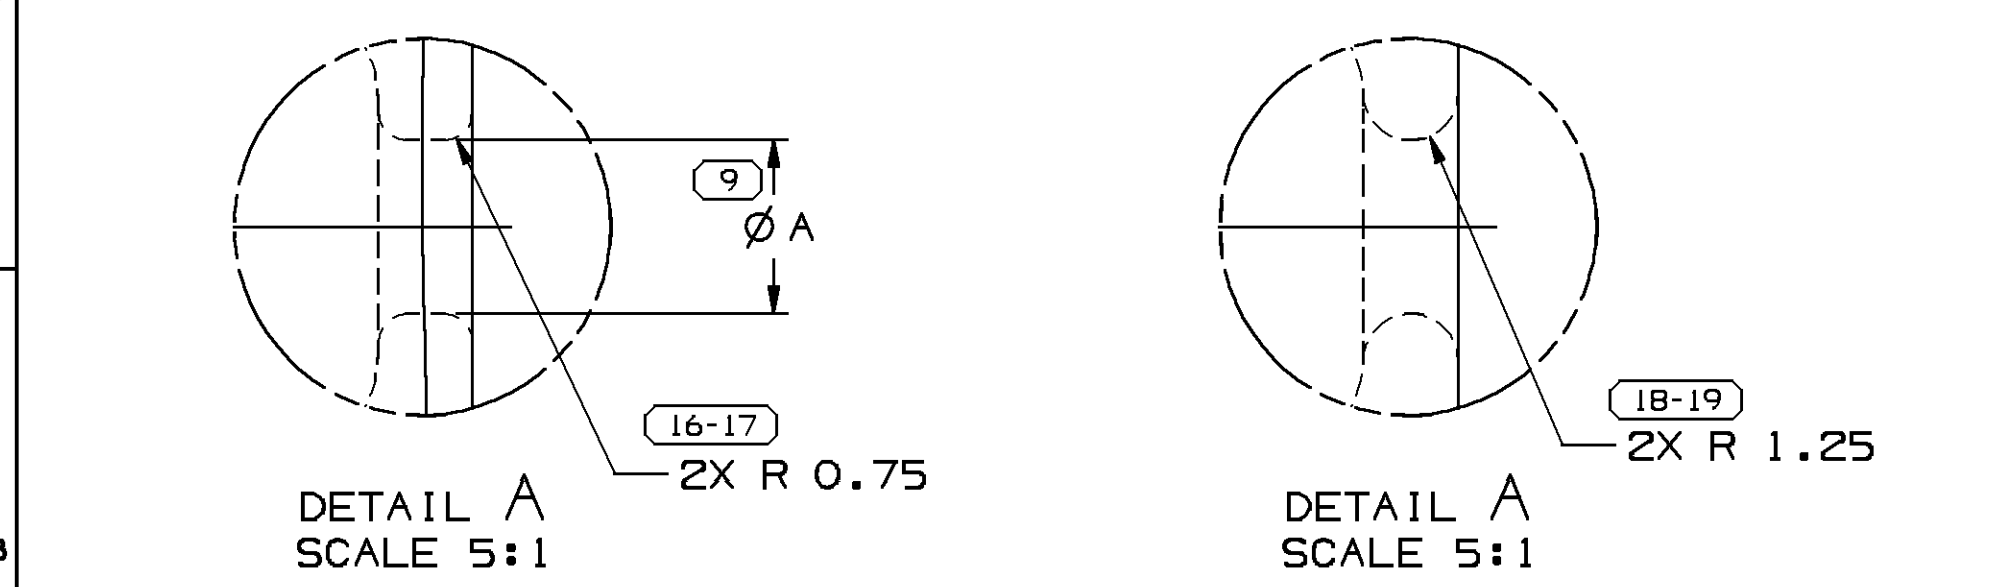 9
Ø A
16-17
2X R 0.75
DETAIL A
SCALE 5:1
18-19
2X R 1.25
DETAIL A
SCALE 5:1